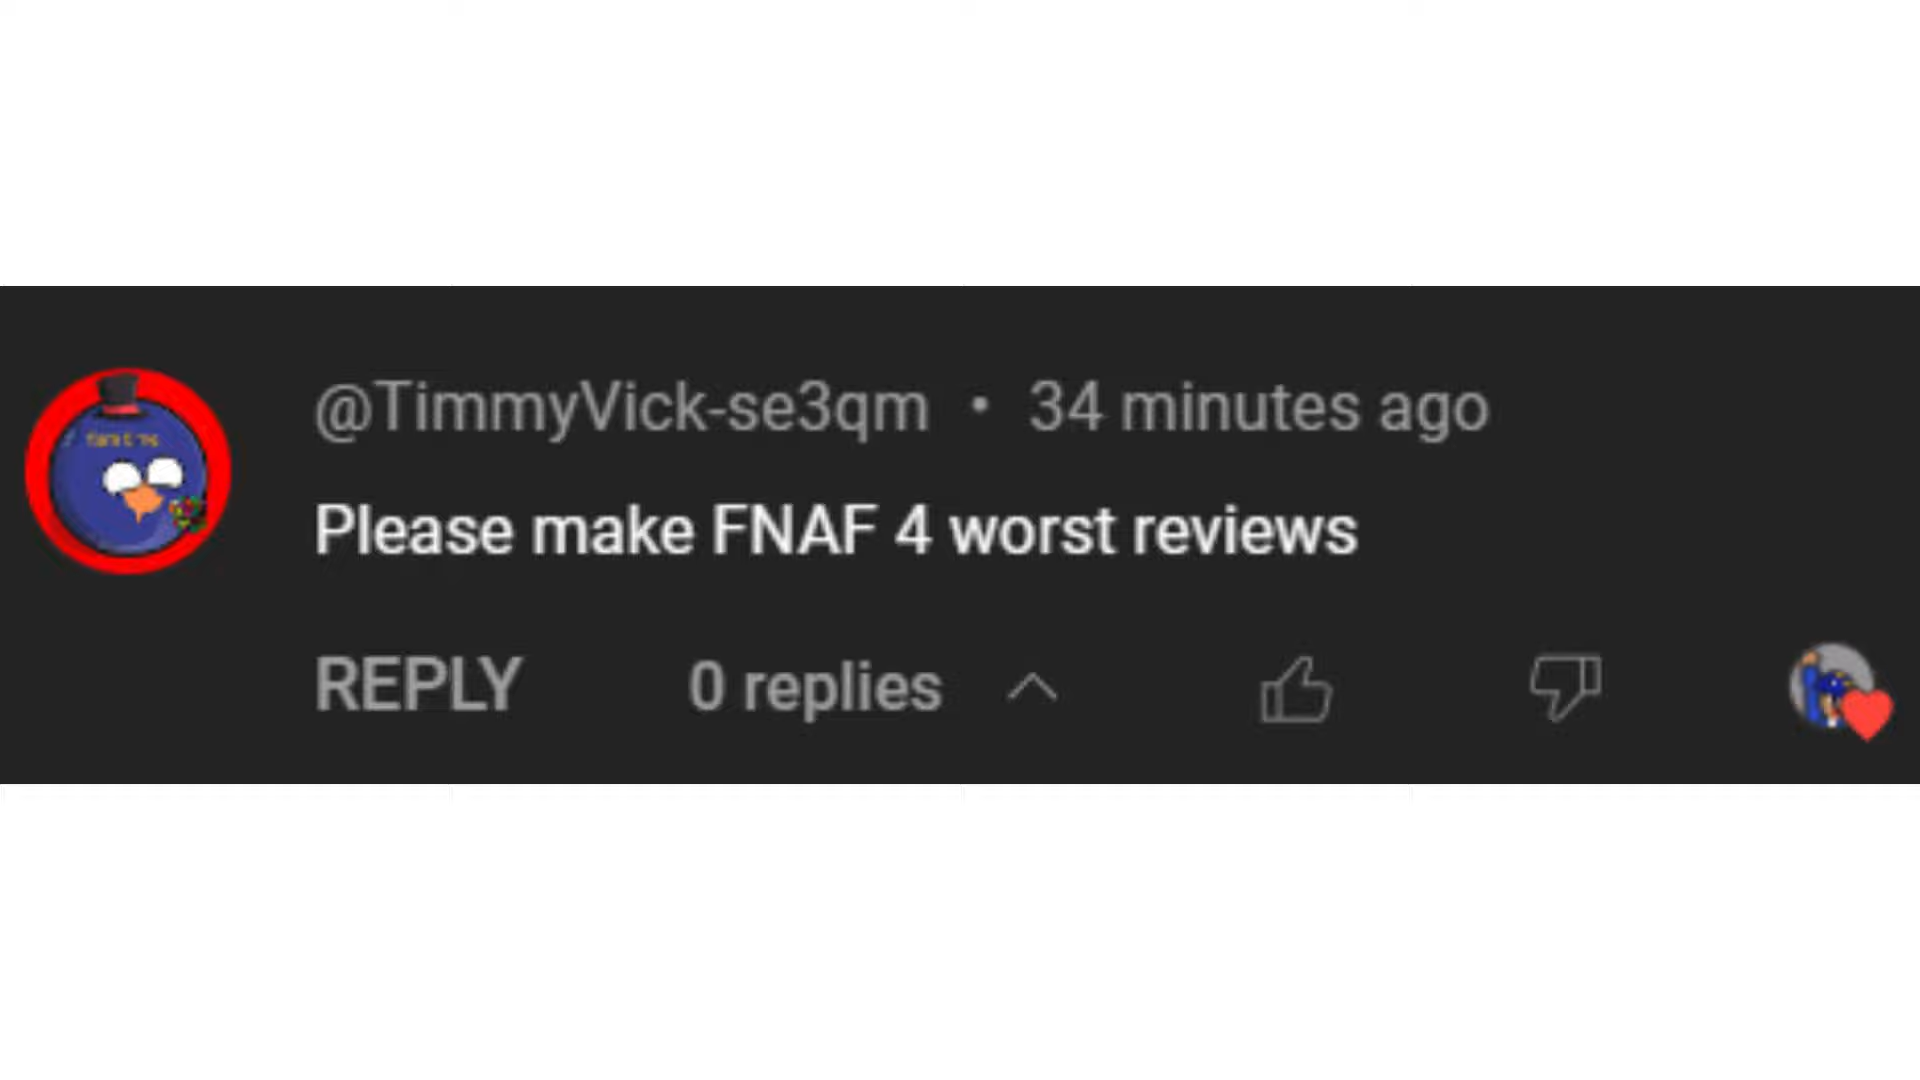 @TimmyVick-se3qm • 34 minutes ago
Please make FNAF 4 worst reviews
REPLY 0 replies